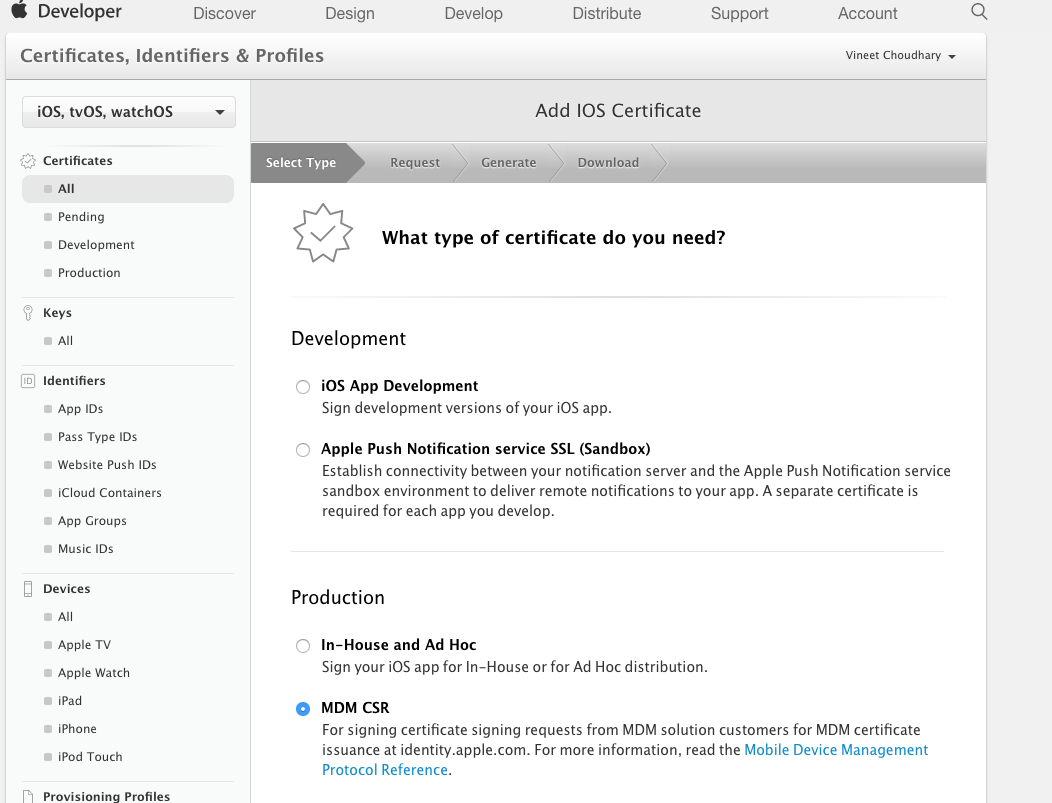 Developer
Discover
Design
Develop
Distribute
Support
Account
Certificates, Identifiers & Profiles
Vineet Choudhary
iOS, tvOS, watchOS
Certificates
All
Pending
Development
Production
Keys
All
Identifiers
App IDs
Pass Type IDs
Website Push IDs
iCloud Containers
App Groups
Music IDs
Devices
All
Apple TV
Apple Watch
iPad
iPhone
iPod Touch
Provisioning Profiles
Add IOS Certificate
Select Type
Request
Generate
Download
What type of certificate do you need?
Development
iOS App Development
Sign development versions of your iOS app.
Apple Push Notification service SSL (Sandbox)
Establish connectivity between your notification server and the Apple Push Notification service
sandbox environment to deliver remote notifications to your app. A separate certificate is
required for each app you develop.
Production
In-House and Ad Hoc
Sign your iOS app for In-House or for Ad Hoc distribution.
MDM CSR
For signing certificate signing requests from MDM solution customers for MDM certificate
issuance at identity.apple.com. For more information, read the Mobile Device Management
Protocol Reference.